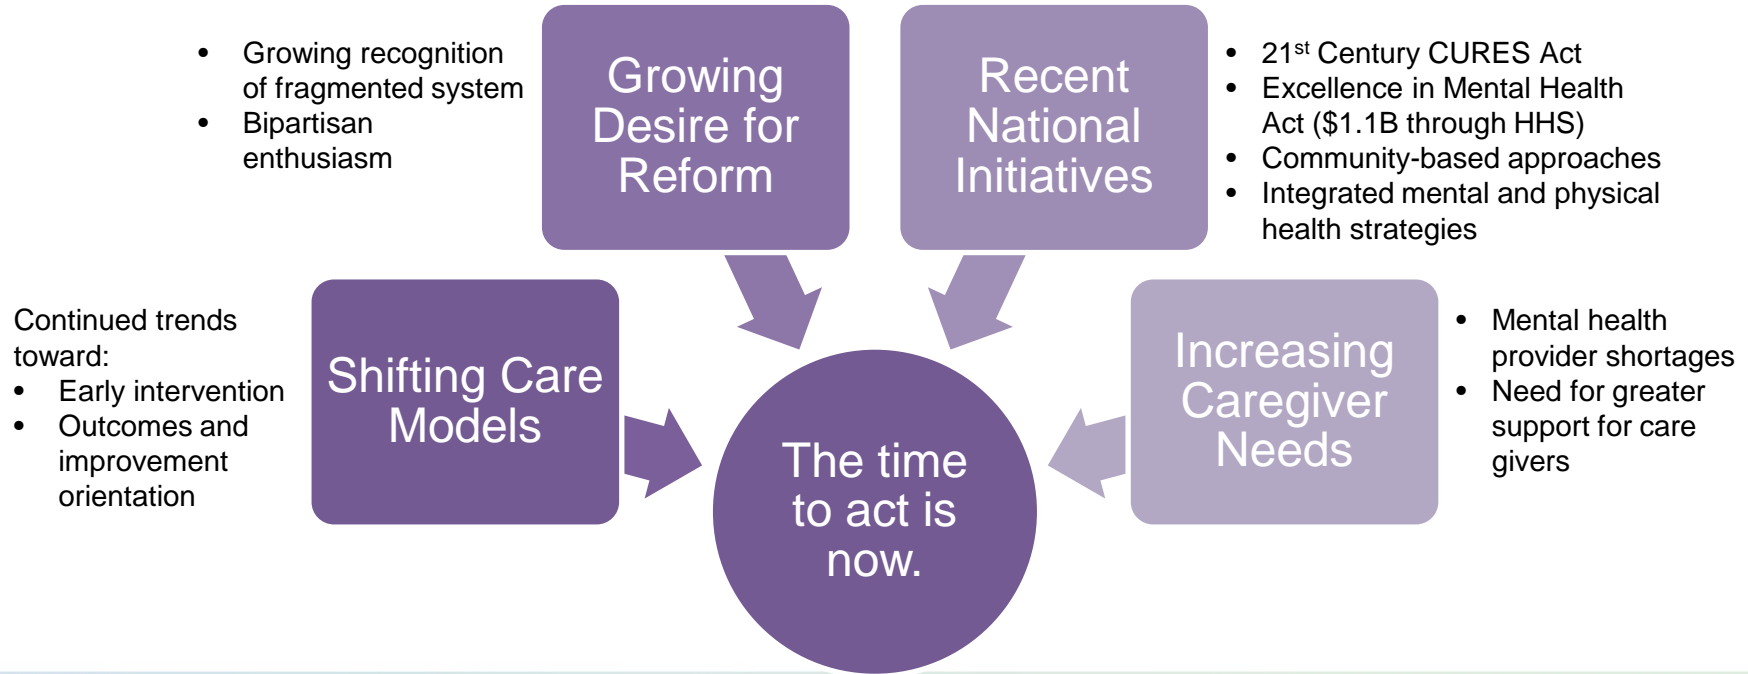 • Growing recognition
of fragmented system
• Bipartisan
enthusiasm
Growing
Desire for
Reform
Recent
National
Initiatives
• 21st Century CURES Act
• Excellence in Mental Health
Act ($1.1B through HHS)
• Community-based approaches
• Integrated mental and physical
health strategies
Continued trends
toward:
• Early intervention
• Outcomes and
improvement
orientation
Shifting Care
Models
The time
to act is
now.
Increasing
Caregiver
Needs
• Mental health
provider shortages
• Need for greater
support for care
givers